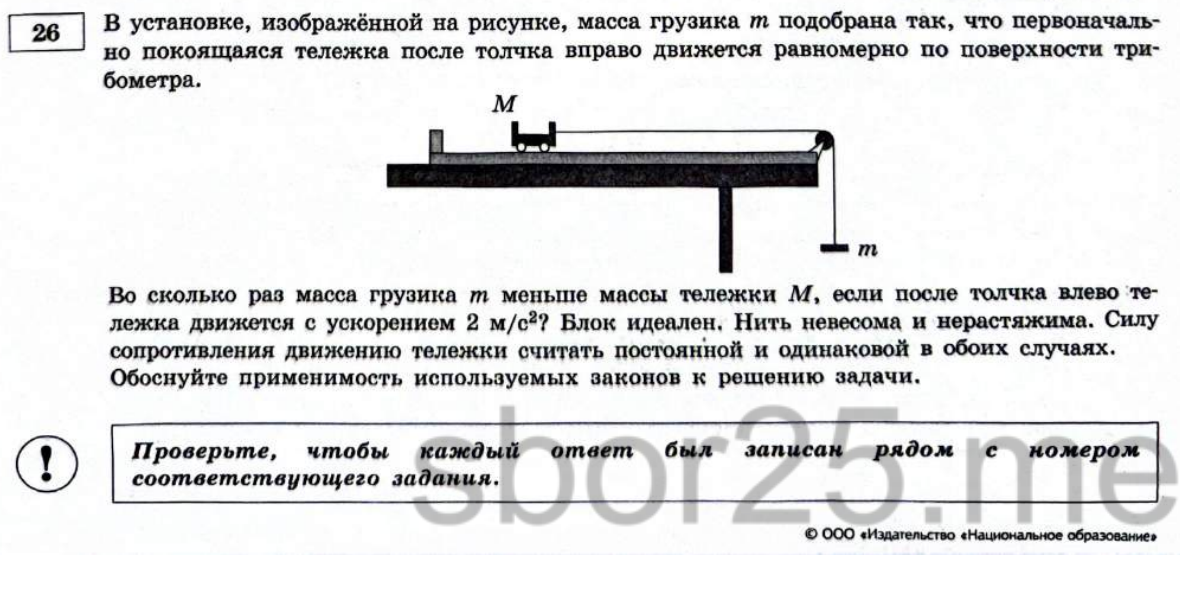 26
В установке, изображённой на рисунке, масса грузика m подобрана так, что первоначаль-
но покоящаяся тележка после толчка вправо движется равномерно по поверхности три-
бометра.
M
m
Во сколько раз масса грузика m меньше массы тележки M, если после толчка влево те-
лежка движется с ускорением 2 м/с²? Блок идеален. Нить невесома и нерастяжима. Силу
сопротивления движению тележки считать постоянной и одинаковой в обоих случаях.
Обоснуйте применимость используемых законов к решению задачи.
!
Проверьте, чтобы каждый ответ был записан рядом с номером
соответствующего задания.
sbor25.me
© ООО «Издательство «Национальное образование»